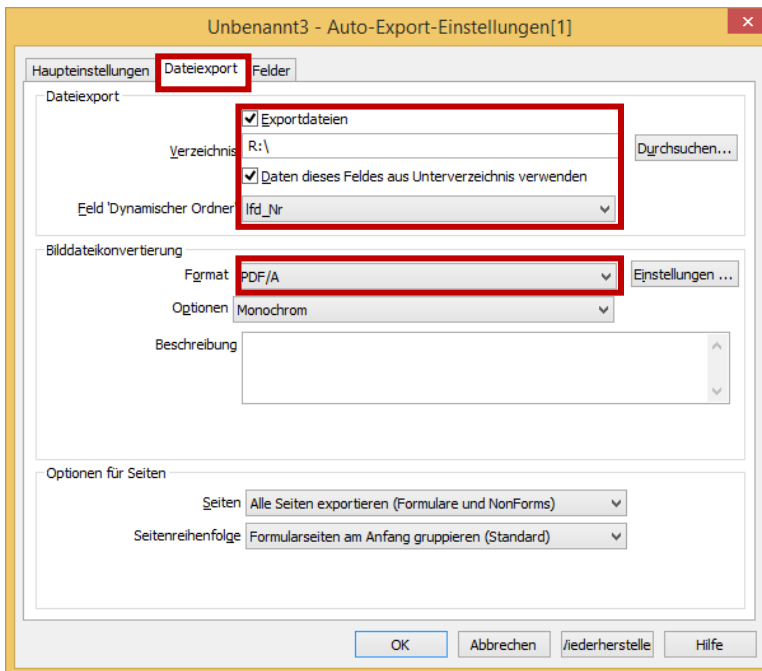 Unbenannt3 - Auto-Export-Einstellungen[1]
Haupteinstellungen Dateiexport Felder
Dateiexport
Exportdateien
Verzeichnis R:\ Durchsuchen...
Daten dieses Feldes aus Unterverzeichnis verwenden
Feld 'Dynamischer Ordner' lfd_Nr
Bilddateikonvertierung
Format PDF/A Einstellungen ...
Optionen Monochrom
Beschreibung
Optionen für Seiten
Seiten Alle Seiten exportieren (Formulare und NonForms)
Seitenreihenfolge Formularseiten am Anfang gruppieren (Standard)
OK Abbrechen /iederherstelle Hilfe